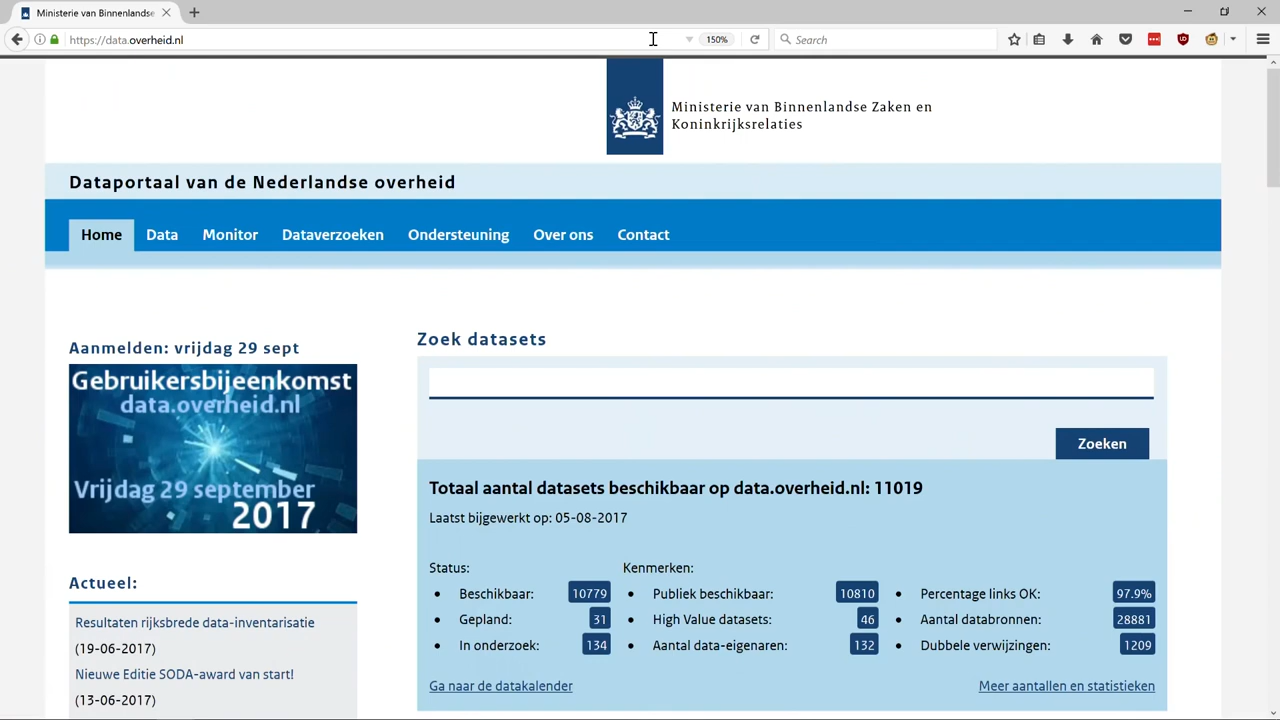 Ministerie van Binnenlandse
https://data.overheid.nl
150%
Search
Ministerie van Binnenlandse Zaken en
Koninkrijksrelaties
Dataportaal van de Nederlandse overheid
Home Data Monitor Dataverzoeken Ondersteuning Over ons Contact
Aanmelden: vrijdag 29 sept
Gebruikersbijeenkomst
data.overheid.nl
Vrijdag 29 september
2017
Actueel:
Resultaten rijksbrede data-inventarisatie
(19-06-2017)
Nieuwe Editie SODA-award van start!
(13-06-2017)
Zoek datasets
Zoeken
Totaal aantal datasets beschikbaar op data.overheid.nl: 11019
Laatst bijgewerkt op: 05-08-2017
Status:
Beschikbaar: 10779
Gepland: 31
In onderzoek: 134
Kenmerken:
Publiek beschikbaar: 10810
High Value datasets: 46
Aantal data-eigenaren: 132
Percentage links OK: 97.9%
Aantal databronnen: 28881
Dubbele verwijzingen: 1209
Ga naar de datakalender
Meer aantallen en statistieken